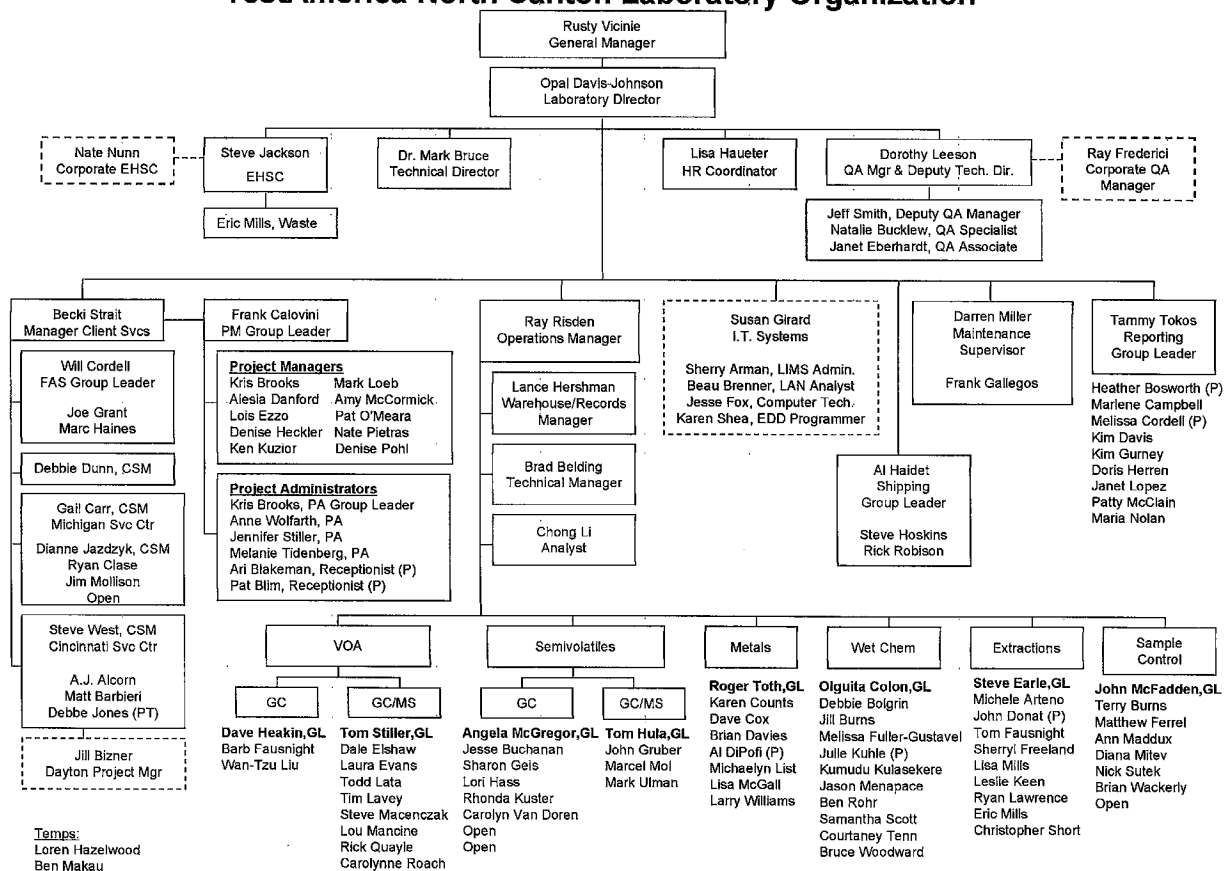 TestAmerica North Canton Laboratory Organization
Rusty Vicinie
General Manager
Opal Davis-Johnson
Laboratory Director
Nate Nunn
Corporate EHSC
Steve Jackson
EHSC
Eric Mills, Waste
Dr. Mark Bruce
Technical Director
Lisa Haueter
HR Coordinator
Dorothy Leeson
QA Mgr & Deputy Tech. Dir.
Ray Frederici
Corporate QA
Manager
Jeff Smith, Deputy QA Manager
Natalie Bucklew, QA Specialist
Janet Eberhardt, QA Associate
Becki Strait
Manager Client Svcs
Will Cordell
FAS Group Leader
Joe Grant
Marc Haines
Debbie Dunn, CSM
Gail Carr, CSM
Michigan Svc Ctr
Dianne Jazdzyk, CSM
Ryan Clase
Jim Mollison
Open
Steve West, CSM
Cincinnati Svc Ctr
A.J. Alcorn
Matt Barbieri
Debbe Jones (PT)
Jill Bizner
Dayton Project Mgr
Temps:
Loren Hazelwood
Ben Makau
Frank Calovini
PM Group Leader
Project Managers
Kris Brooks Mark Loeb
Alesia Danford Amy McCormick
Lois Ezzo Pat O'Meara
Denise Heckler Nate Pietras
Ken Kuzior Denise Pohl
Project Administrators
Kris Brooks, PA Group Leader
Anne Wolfarth, PA
Jennifer Stiller, PA
Melanie Tidenberg, PA
Ari Blakeman, Receptionist (P)
Pat Blim, Receptionist (P)
Ray Risden
Operations Manager
Lance Hershman
Warehouse/Records
Manager
Brad Belding
Technical Manager
Chong Li
Analyst
Susan Girard
I.T. Systems
Sherry Arman, LIMS Admin.
Beau Brenner, LAN Analyst
Jesse Fox, Computer Tech.
Karen Shea, EDD Programmer
Al Haidet
Shipping
Group Leader
Steve Hoskins
Rick Robison
Darren Miller
Maintenance
Supervisor
Frank Gallegos
Tammy Tokos
Reporting
Group Leader
Heather Bosworth (P)
Marlene Campbell
Melissa Cordell (P)
Kim Davis
Kim Gurney
Doris Herren
Janet Lopez
Patty McClain
Maria Nolan
VOA
GC
Dave Heakin,GL
Barb Fausnight
Wan-Tzu Liu
GC/MS
Tom Stiller,GL
Dale Elshaw
Laura Evans
Todd Lata
Tim Lavey
Steve Macenczak
Lou Mancine
Rick Quayle
Carolynne Roach
Semivolatiles
GC
Angela McGregor,GL
Jesse Buchanan
Sharon Geis
Lori Hass
Rhonda Kuster
Carolyn Van Doren
Open
Open
GC/MS
Tom Hula,GL
John Gruber
Marcel Mol
Mark Ulman
Metals
Roger Toth,GL
Karen Counts
Dave Cox
Brian Davies
Al DiPofi (P)
Michaelyn List
Lisa McGall
Larry Williams
Wet Chem
Olguita Colon,GL
Debbie Bolgrin
Jill Burns
Melissa Fuller-Gustavel
Julie Kuhle (P)
Kumudu Kulasekere
Jason Menapace
Ben Rohr
Samantha Scott
Courtaney Tenn
Bruce Woodward
Extractions
Steve Earle,GL
Michele Arteno
John Donat (P)
Tom Fausnight
Sherryl Freeland
Lisa Mills
Leslie Keen
Ryan Lawrence
Eric Mills
Christopher Short
Sample
Control
John McFadden,GL
Terry Burns
Matthew Ferrel
Ann Maddux
Diana Mitev
Nick Sutek
Brian Wackerly
Open